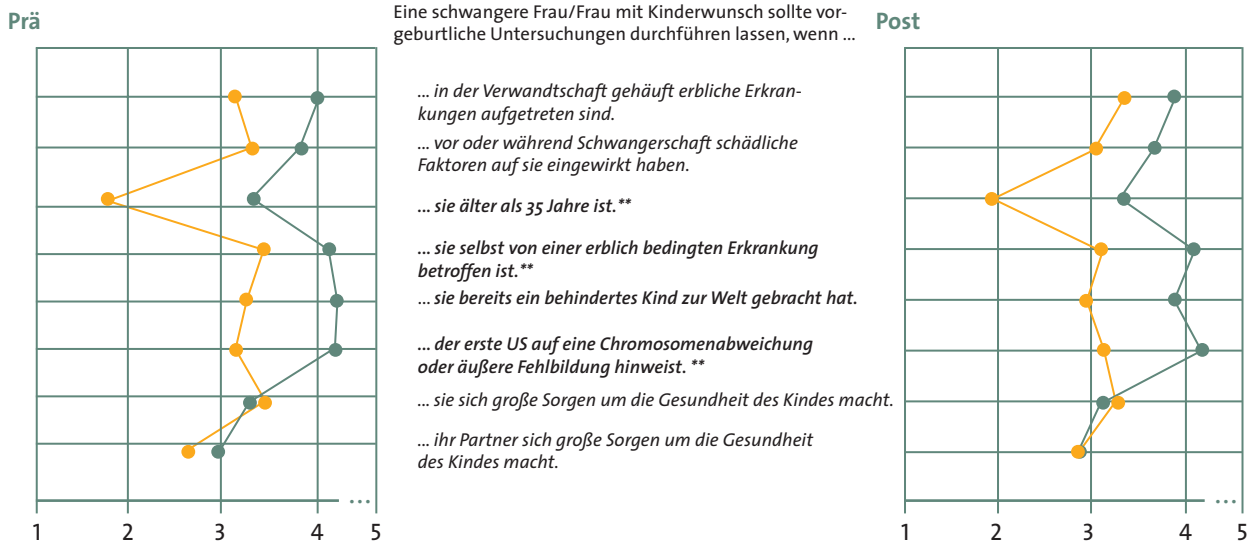 Prä
Eine schwangere Frau/Frau mit Kinderwunsch sollte vor-
geburtliche Untersuchungen durchführen lassen, wenn ...
Post
... in der Verwandtschaft gehäuft erbliche Erkran-
kungen aufgetreten sind.
... vor oder während Schwangerschaft schädliche
Faktoren auf sie eingewirkt haben.
... sie älter als 35 Jahre ist.**
... sie selbst von einer erblich bedingten Erkrankung
betroffen ist.**
... sie bereits ein behindertes Kind zur Welt gebracht hat.
... der erste US auf eine Chromosomenabweichung
oder äußere Fehlbildung hinweist. **
... sie sich große Sorgen um die Gesundheit des Kindes macht.
... ihr Partner sich große Sorgen um die Gesundheit
des Kindes macht.
... ...
1 2 3 4 5 1 2 3 4 5